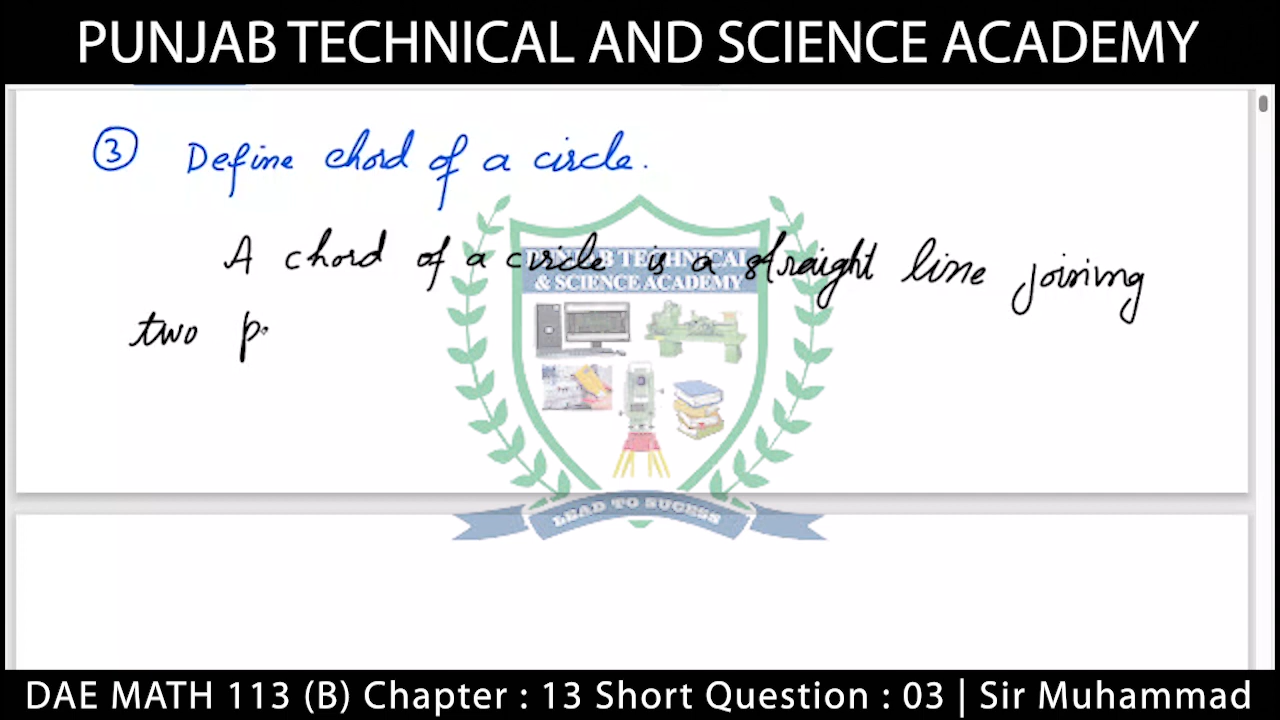 PUNJAB TECHNICAL AND SCIENCE ACADEMY
③ Define chord of a circle.
A chord of a circle is a straight line joining
two p
PUNJAB TECHNICAL
& SCIENCE ACADEMY
LEAD TO SUCESS
DAE MATH 113 (B) Chapter : 13 Short Question : 03 | Sir Muhammad